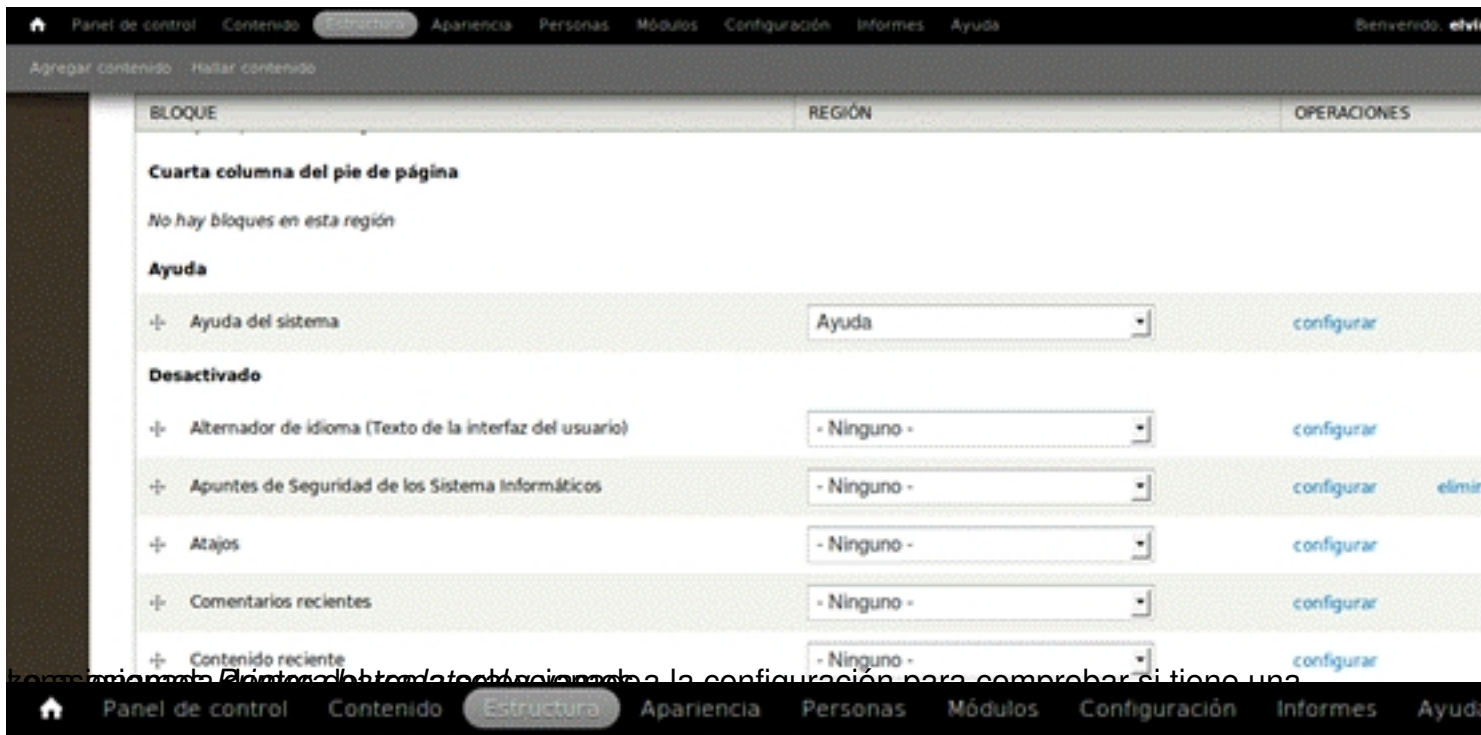 Panel de control Contenido Estructura Apariencia Personas Módulos Configuración Informes Ayuda Bienvenido,
Agregar contenido Hallar contenido
BLOQUE REGIÓN OPERACIONES
Cuarta columna del pie de página
No hay bloques en esta región
Ayuda
Ayuda del sistema Ayuda configurar
Desactivado
Alternador de idioma (Texto de la interfaz del usuario) - Ninguno - configurar
Apuntes de Seguridad de los Sistema Informáticos - Ninguno - configurar
Atajos - Ninguno - configurar
Comentarios recientes - Ninguno - configurar
Contenido reciente - Ninguno - configurar
a la configuración para comprobar si tiene una
Panel de control Contenido Estructura Apariencia Personas Módulos Configuración Informes